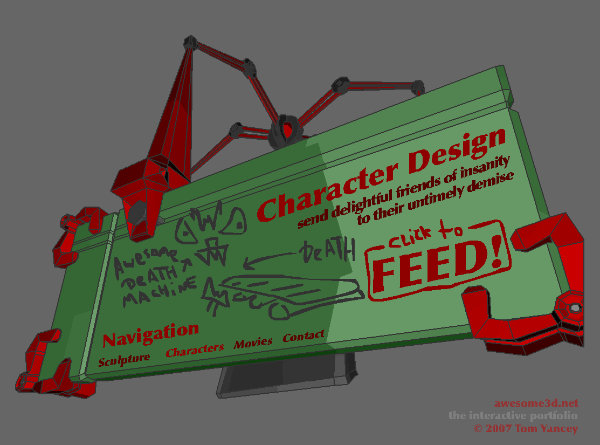 Character Design
send delightful friends of insanity
to their untimely demise
click to
FEED!
Awesome
DEATH
MACHINE
DEATH
Navigation
Sculpture Characters Movies Contact
awesome3d.net
the interactive portfolio
© 2007 Tom Yancey